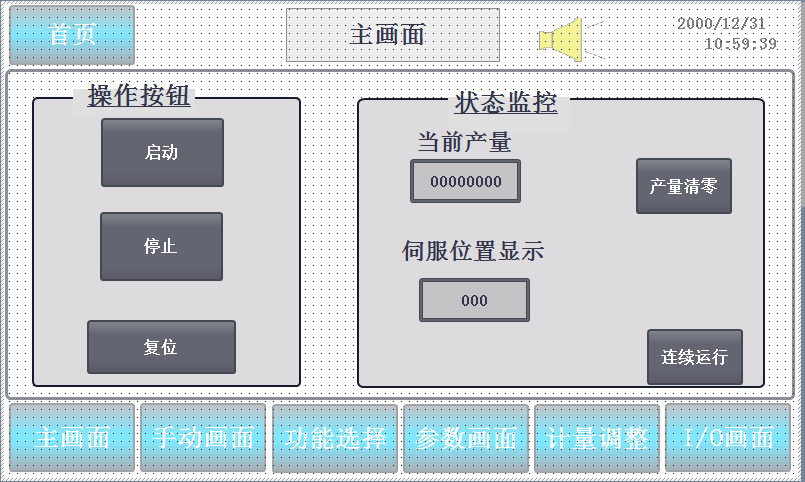 首页
主画面
2000/12/31
10:59:39
操作按钮
启动
停止
复位
状态监控
当前产量
00000000
产量清零
伺服位置显示
000
连续运行
主画面
手动画面
功能选择
参数画面
计量调整
I/O画面